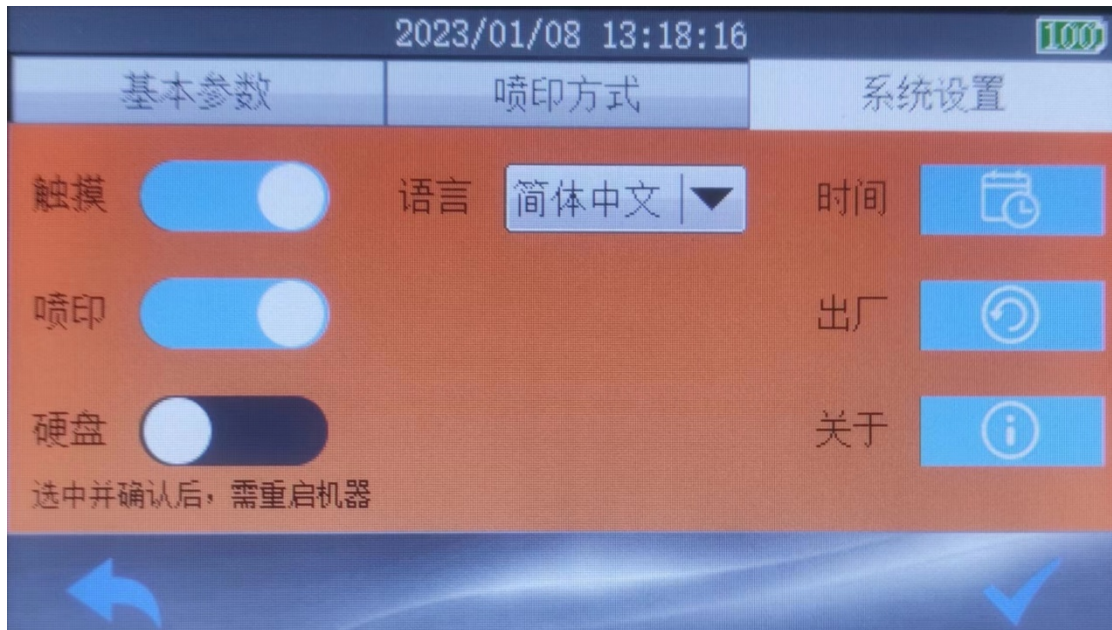 2023/01/08 13:18:16 100
基本参数 喷印方式 系统设置
触摸 语言 简体中文 时间
喷印 出厂
硬盘 关于
选中并确认后，需重启机器